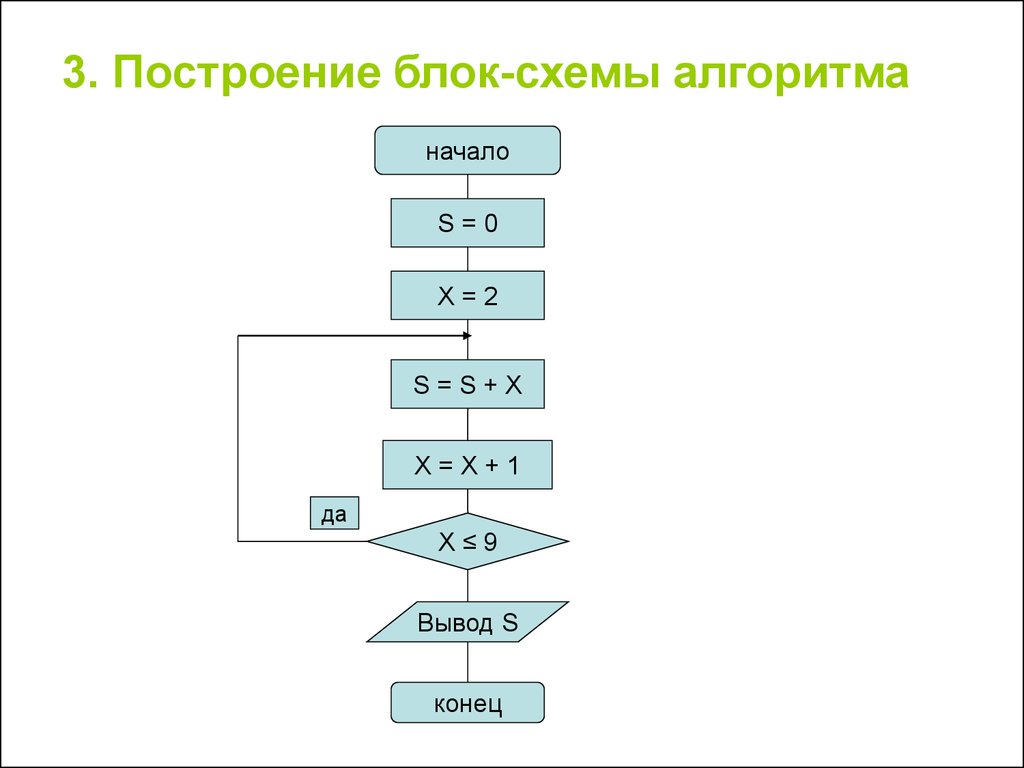 3. Построение блок-схемы алгоритма
начало
S = 0
X = 2
S = S + X
X = X + 1
да
X ≤ 9
Вывод S
конец